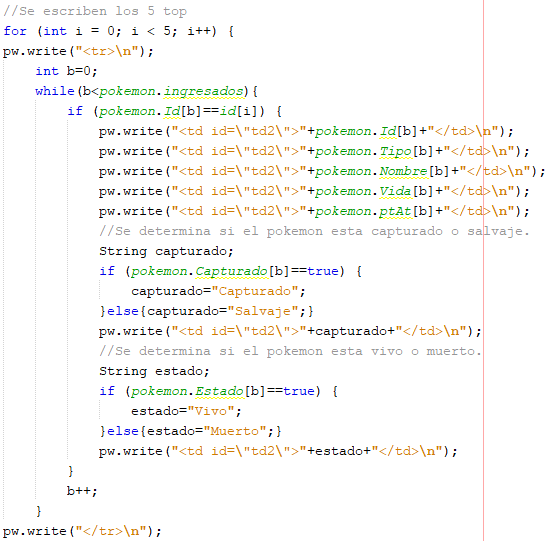 //Se escriben los 5 top
for (int i = 0; i < 5; i++) {
pw.write("<tr>\n");
    int b=0;
    while(b<pokemon.ingresados){
        if (pokemon.Id[b]==id[i]) {
            pw.write("<td id=\"td2\">"+pokemon.Id[b]+"</td>\n");
            pw.write("<td id=\"td2\">"+pokemon.Tipo[b]+"</td>\n");
            pw.write("<td id=\"td2\">"+pokemon.Nombre[b]+"</td>\n");
            pw.write("<td id=\"td2\">"+pokemon.Vida[b]+"</td>\n");
            pw.write("<td id=\"td2\">"+pokemon.ptAt[b]+"</td>\n");
            //Se determina si el pokemon esta capturado o salvaje.
            String capturado;
            if (pokemon.Capturado[b]==true) {
                capturado="Capturado";
            }else{capturado="Salvaje";}
            pw.write("<td id=\"td2\">"+capturado+"</td>\n");
            //Se determina si el pokemon esta vivo o muerto.
            String estado;
            if (pokemon.Estado[b]==true) {
                estado="Vivo";
            }else{estado="Muerto";}
            pw.write("<td id=\"td2\">"+estado+"</td>\n");
        }
        b++;
    }
pw.write("</tr>\n");